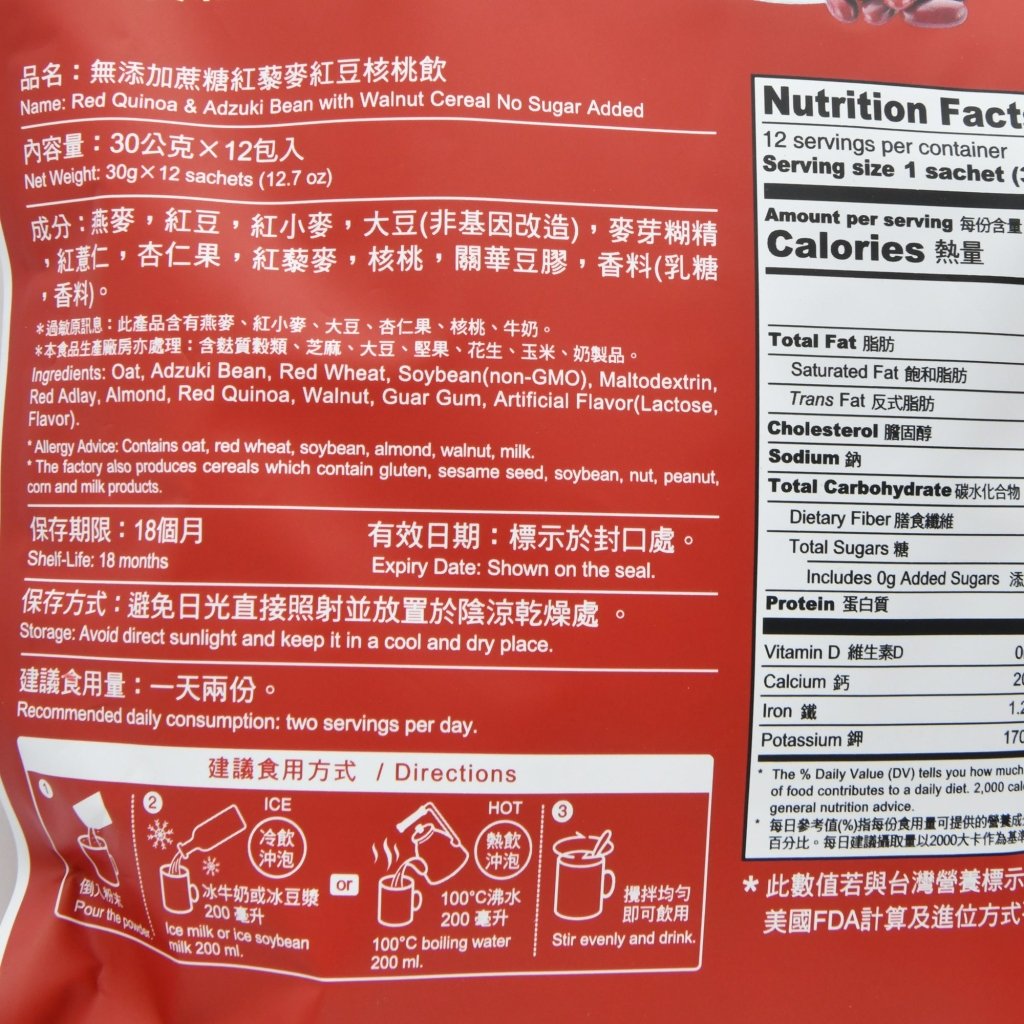 品名：無添加蔗糖紅藜麥紅豆核桃飲
Name: Red Quinoa & Adzuki Bean with Walnut Cereal No Sugar Added
內容量：30公克×12包入
Net Weight: 30g×12 sachets (12.7 oz)
成分：燕麥，紅豆，紅小麥，大豆(非基因改造)，麥芽糊精
，紅薏仁，杏仁果，紅藜麥，核桃，關華豆膠，香料(乳糖
，香料)。
＊過敏原訊息：此產品含有燕麥、紅小麥、大豆、杏仁果、核桃、牛奶。
＊本食品生產廠房亦處理：含麩質穀類、芝麻、大豆、堅果、花生、玉米、奶製品。
Ingredients: Oat, Adzuki Bean, Red Wheat, Soybean(non-GMO), Maltodextrin,
Red Adlay, Almond, Red Quinoa, Walnut, Guar Gum, Artificial Flavor(Lactose,
Flavor).
* Allergy Advice: Contains oat, red wheat, soybean, almond, walnut, milk.
* The factory also produces cereals which contain gluten, sesame seed, soybean, nut, peanut,
corn and milk products.
保存期限：18個月
Shelf-Life: 18 months
有效日期：標示於封口處。
Expiry Date: Shown on the seal.
保存方式：避免日光直接照射並放置於陰涼乾燥處。
Storage: Avoid direct sunlight and keep it in a cool and dry place.
建議食用量：一天兩份。
Recommended daily consumption: two servings per day.
建議食用方式 / Directions
1
倒入粉末
Pour the powder.
2
ICE
冷飲
沖泡
冰牛奶或冰豆漿
200 毫升
Ice milk or ice soybean
milk 200 ml.
or
HOT
熱飲
沖泡
100°C沸水
200 毫升
100°C boiling water
200 ml.
3
攪拌均勻
即可飲用
Stir evenly and drink.
Nutrition Facts
12 servings per container
Serving size 1 sachet (3
Amount per serving 每份含量
Calories 熱量
Total Fat 脂肪
Saturated Fat 飽和脂肪
Trans Fat 反式脂肪
Cholesterol 膽固醇
Sodium 鈉
Total Carbohydrate 碳水化合物
Dietary Fiber 膳食纖維
Total Sugars 糖
Includes 0g Added Sugars 添
Protein 蛋白質
Vitamin D 維生素D 0
Calcium 鈣 20
Iron 鐵 1.2
Potassium 鉀 170
* The % Daily Value (DV) tells you how much
of food contributes to a daily diet. 2,000 calo
general nutrition advice.
* 每日參考值(%)指每份食用量可提供的營養成
百分比。每日建議攝取量以2000大卡作為基準
＊此數值若與台灣營養標示
美國FDA計算及進位方式